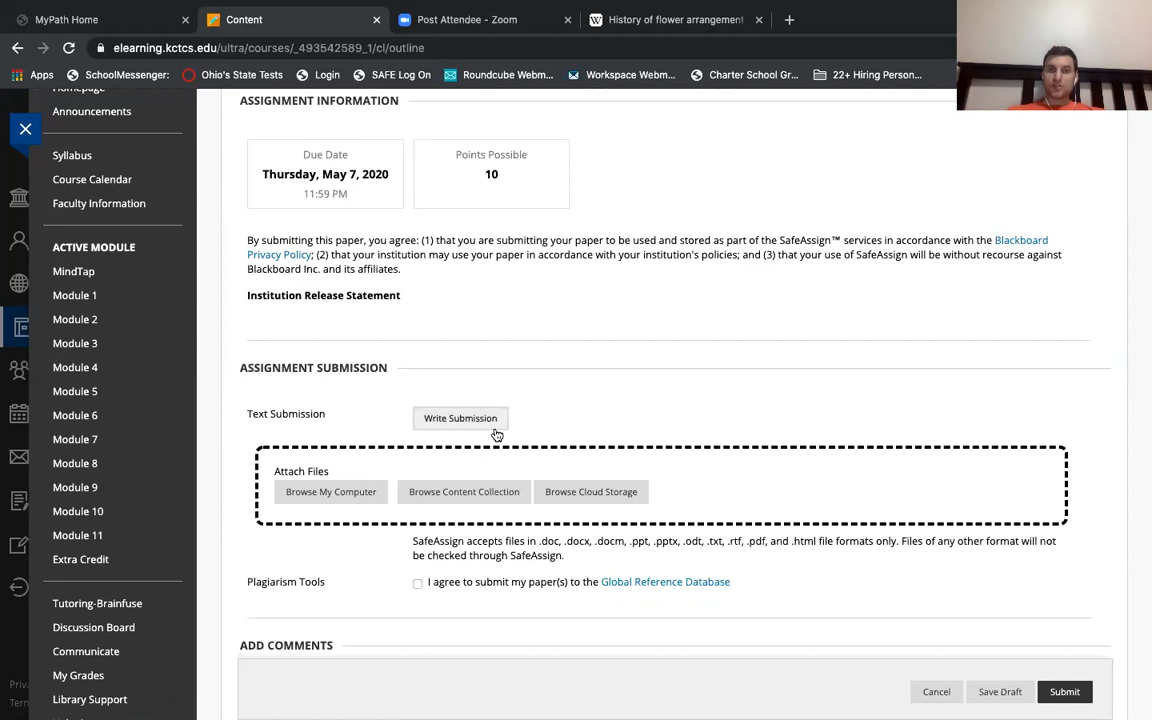 MyPath Home
Content
Post Attendee - Zoom
History of flower arrangement
elearning.kctcs.edu/ultra/courses/_493542589_1/cl/outline
Apps
SchoolMessenger:
Ohio's State Tests
Login
SAFE Log On
Roundcube Webm...
Workspace Webm...
Charter School Gr...
22+ Hiring Person...
Homepage
Announcements
Syllabus
Course Calendar
Faculty Information
ACTIVE MODULE
MindTap
Module 1
Module 2
Module 3
Module 4
Module 5
Module 6
Module 7
Module 8
Module 9
Module 10
Module 11
Extra Credit
Tutoring-Brainfuse
Discussion Board
Communicate
My Grades
Library Support
Priv
Term
ASSIGNMENT INFORMATION
Due Date
Thursday, May 7, 2020
11:59 PM
Points Possible
10
By submitting this paper, you agree: (1) that you are submitting your paper to be used and stored as part of the SafeAssign™ services in accordance with the Blackboard
Privacy Policy; (2) that your institution may use your paper in accordance with your institution's policies; and (3) that your use of SafeAssign will be without recourse against
Blackboard Inc. and its affiliates.
Institution Release Statement
ASSIGNMENT SUBMISSION
Text Submission
Write Submission
Attach Files
Browse My Computer
Browse Content Collection
Browse Cloud Storage
SafeAssign accepts files in .doc, .docx, .docm, .ppt, .pptx, .odt, .txt, .rtf, .pdf, and .html file formats only. Files of any other format will not
be checked through SafeAssign.
Plagiarism Tools
I agree to submit my paper(s) to the Global Reference Database
ADD COMMENTS
Cancel
Save Draft
Submit